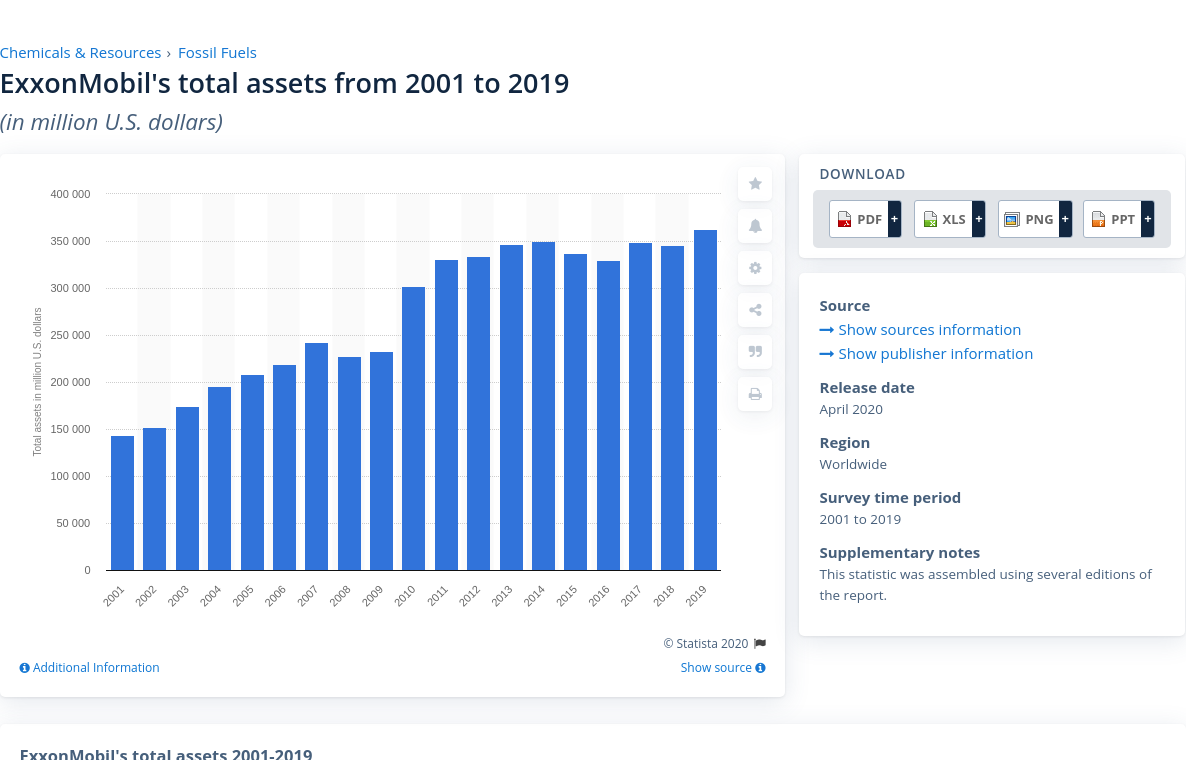 Chemicals & Resources › Fossil Fuels
ExxonMobil's total assets from 2001 to 2019
(in million U.S. dollars)
400 000
350 000
300 000
250 000
200 000
150 000
100 000
50 000
0
Total assets in million U.S. dollars
2001 2002 2003 2004 2005 2006 2007 2008 2009 2010 2011 2012 2013 2014 2015 2016 2017 2018 2019
© Statista 2020
Additional Information
Show source
DOWNLOAD
PDF + XLS + PNG + PPT +
Source
Show sources information
Show publisher information
Release date
April 2020
Region
Worldwide
Survey time period
2001 to 2019
Supplementary notes
This statistic was assembled using several editions of
the report.
ExxonMobil's total assets 2001-2019